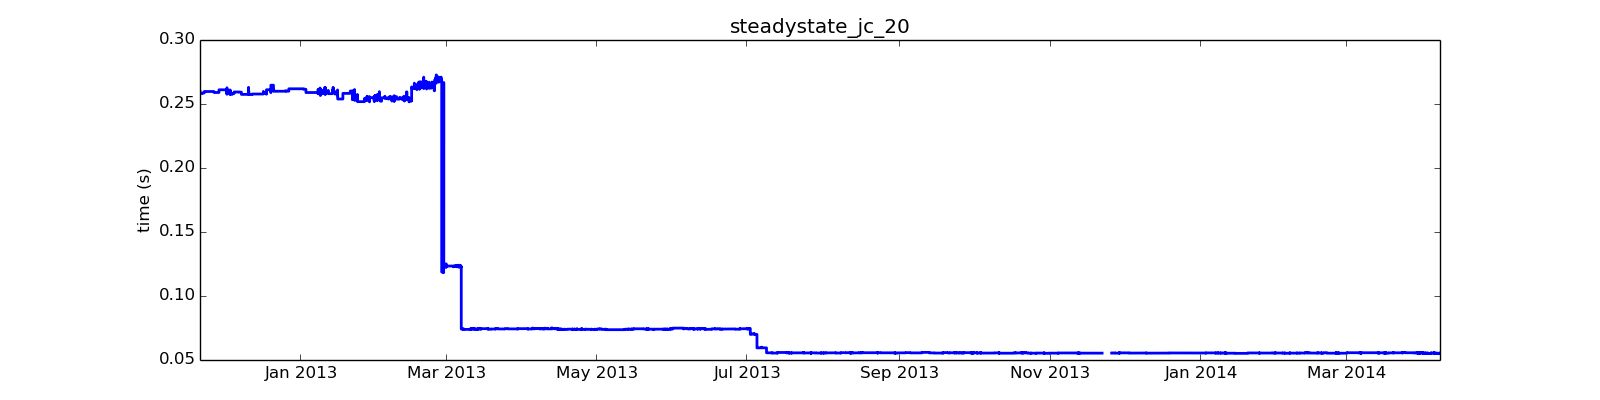 steadystate_jc_20
0.30
0.25
0.20
0.15
0.10
0.05
time (s)
Jan 2013
Mar 2013
May 2013
Jul 2013
Sep 2013
Nov 2013
Jan 2014
Mar 2014